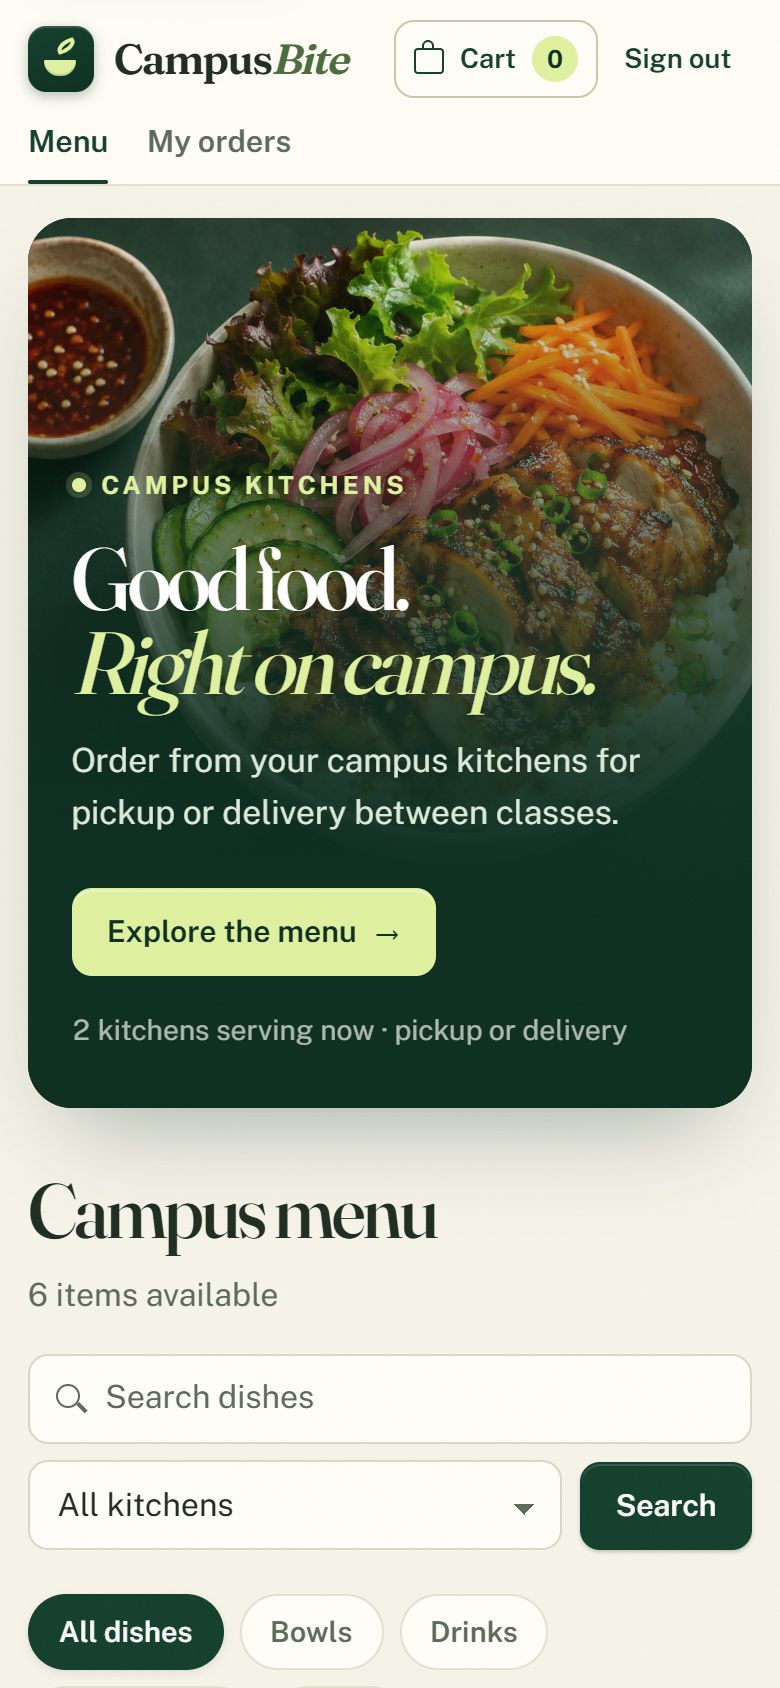 CampusBite
Cart 0
Sign out
Menu
My orders
CAMPUS KITCHENS
Good food.
Right on campus.
Order from your campus kitchens for
pickup or delivery between classes.
Explore the menu →
2 kitchens serving now · pickup or delivery
Campus menu
6 items available
Search dishes
All kitchens
Search
All dishes
Bowls
Drinks